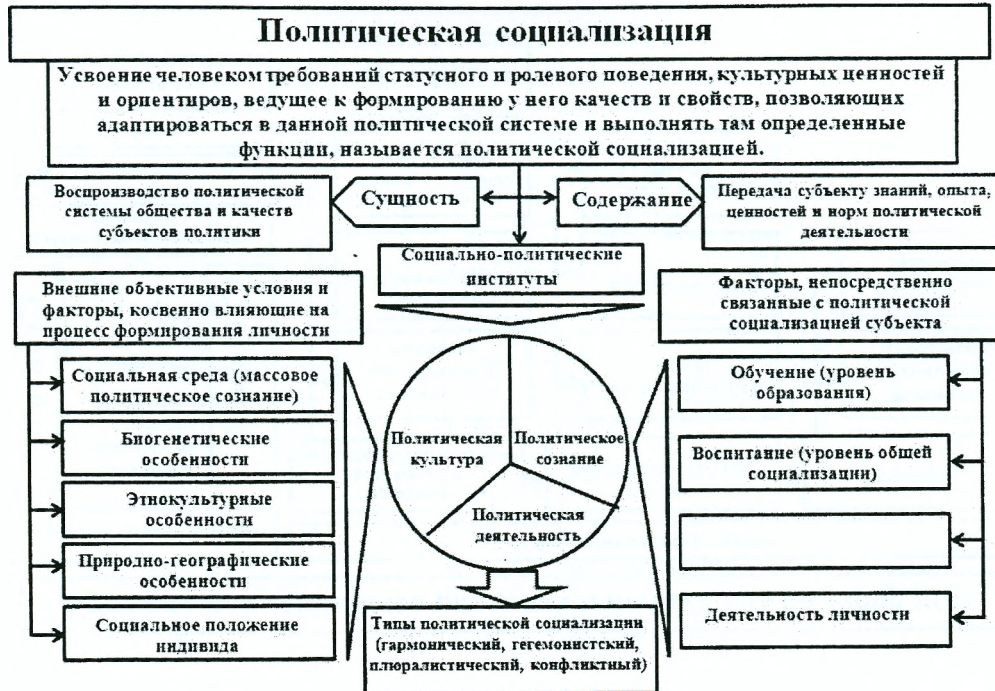 Политическая социализация
Усвоение человеком требований статусного и ролевого поведения, культурных ценностей
и ориентиров, ведущее к формированию у него качеств и свойств, позволяющих
адаптироваться в данной политической системе и выполнять там определенные
функции, называется политической социализацией.
Воспроизводство политической
системы общества и качеств
субъектов политики
Сущность
Содержание
Передача субъекту знаний, опыта,
ценностей и норм политической
деятельности
Социально-политические
институты
Внешние объективные условия и
факторы, косвенно влияющие на
процесс формирования личности
Факторы, непосредственно
связанные с политической
социализацией субъекта
Социальная среда (массовое
политическое сознание)
Биогенетические
особенности
Этнокультурные
особенности
Природно-географические
особенности
Социальное положение
индивида
Политическая
культура
Политическое
сознание
Политическая
деятельность
Обучение (уровень
образования)
Воспитание (уровень общей
социализации)
Деятельность личности
Типы политической социализации
(гармонический, гегемонистский,
плюралистический, конфликтный)